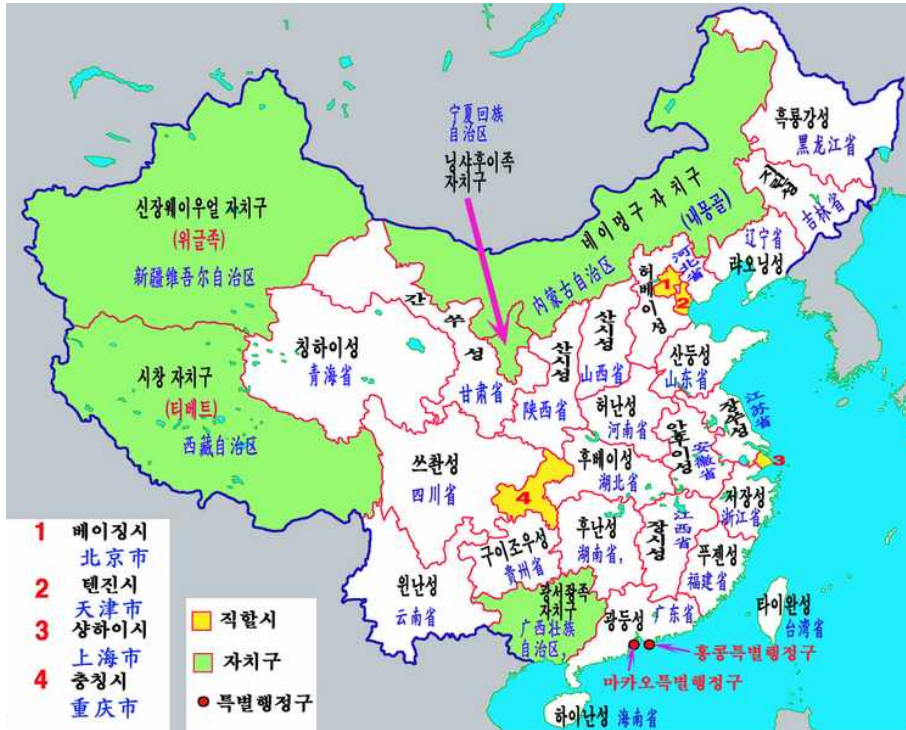 宁夏回族
自治区
닝샤후이족
자치구
흑룡강성
黑龙江省
지린성
吉林省
辽宁省
랴오닝성
네이멍구 자치구
(내몽골)
内蒙古自治区
신장웨이우얼 자치구
(위글족)
新疆维吾尔自治区
허베이성
河北省
1
2
간쑤성
甘肃省
칭하이성
青海省
산시성
陕西省
산시성
山西省
산둥성
山东省
시창 자치구
(티베트)
西藏自治区
허난성
河南省
안후이성
安徽省
장쑤성
江苏省
3
쓰촨성
四川省
4
후베이성
湖北省
저장성
浙江省
구이조우성
贵州省
후난성
湖南省,
장시성
江西省
푸젠성
福建省
윈난성
云南省
광서좡족
자치구
广西壮族
自治区,
광둥성
广东省
타이완성
台湾省
홍콩특별행정구
마카오특별행정구
하이난성 海南省
1 베이징시
北京市
2 텐진시
天津市
3 샹하이시
上海市
4 충칭시
重庆市
직할시
자치구
특별행정구